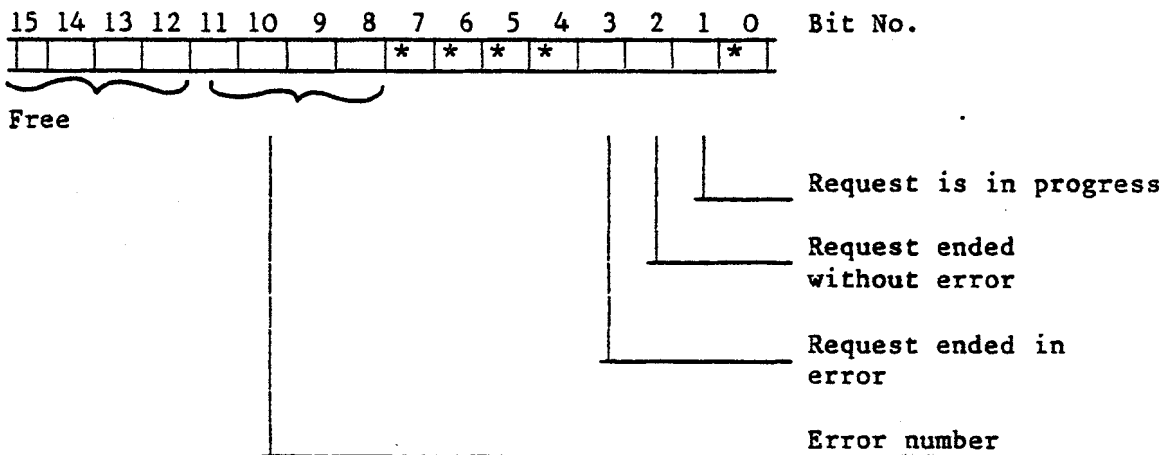 15 14 13 12 11 10 9 8 7 6 5 4 3 2 1 0 Bit No.
* * * * *
Free
Request is in progress
Request ended
without error
Request ended in
error
Error number